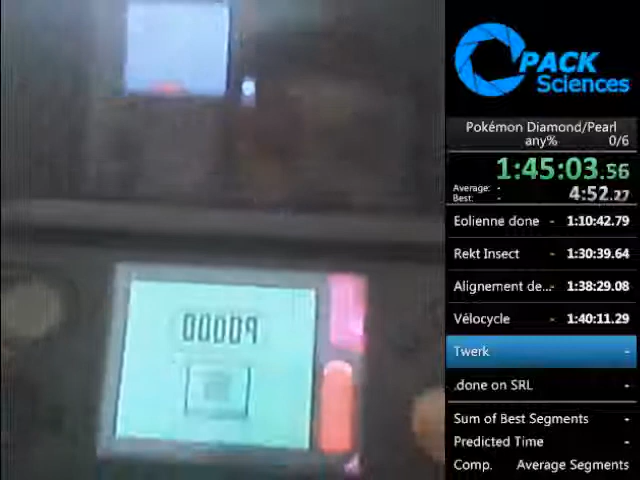 PACK
Sciences
Pokémon Diamond/Pearl
any% 0/6
1:45:03.56
Average: -
Best: -
4:52.27
Eolienne done - 1:10:42.79
Rekt Insect - 1:30:39.64
Alignement de... - 1:38:29.08
Vélocycle - 1:40:11.29
Twerk -
.done on SRL -
Sum of Best Segments -
Predicted Time -
Comp. Average Segments
00009